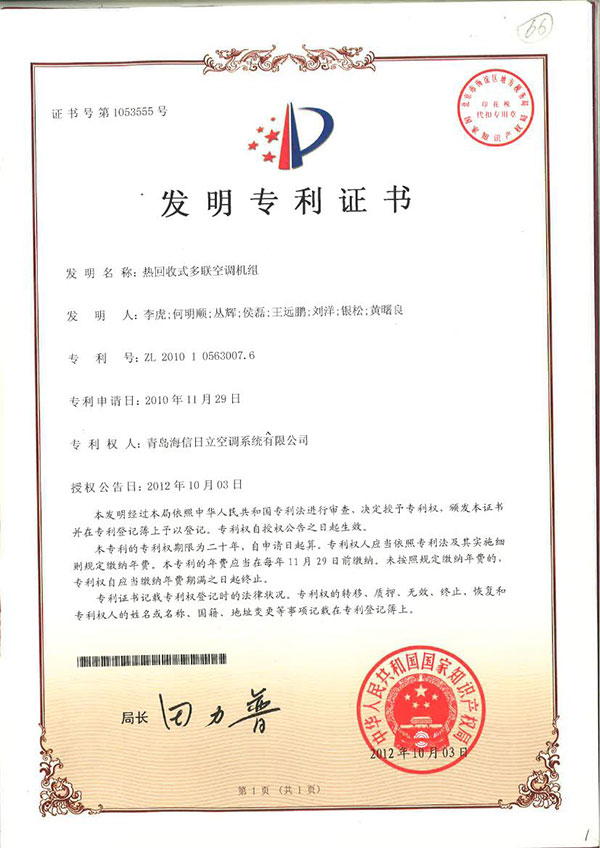 66
证书号第1053555号
印花税
代扣专用章
国家知识产权局
发明专利证书
发明名称：热回收式多联空调机组
发明人：李虎;何明顺;丛辉;侯磊;王远鹏;刘洋;银松;黄曙良
专利号：ZL 2010 1 0563007.6
专利申请日：2010年11月29日
专利权人：青岛海信日立空调系统有限公司
授权公告日：2012年10月03日
本发明经过本局依照中华人民共和国专利法进行审查，决定授予专利权，颁发本证书
并在专利登记簿上予以登记。专利权自授权公告之日起生效。
本专利的专利权期限为二十年，自申请日起算。专利权人应当依照专利法及其实施细
则规定缴纳年费。本专利的年费应当在每年11月29日前缴纳。未按照规定缴纳年费的，
专利权自应当缴纳年费期满之日起终止。
专利证书记载专利权登记时的法律状况。专利权的转移、质押、无效、终止、恢复和
专利权人的姓名或名称、国籍、地址变更等事项记载在专利登记簿上。
局长 田力普
中华人民共和国国家知识产权局
2012年10月03日
第1页（共1页）
1